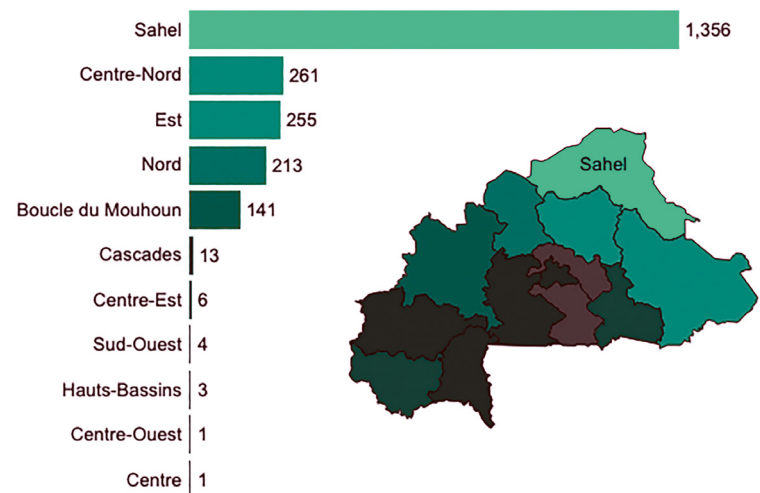 Sahel 1,356
Centre-Nord 261
Est 255
Nord 213
Boucle du Mouhoun 141
Cascades 13
Centre-Est 6
Sud-Ouest 4
Hauts-Bassins 3
Centre-Ouest 1
Centre 1
Sahel